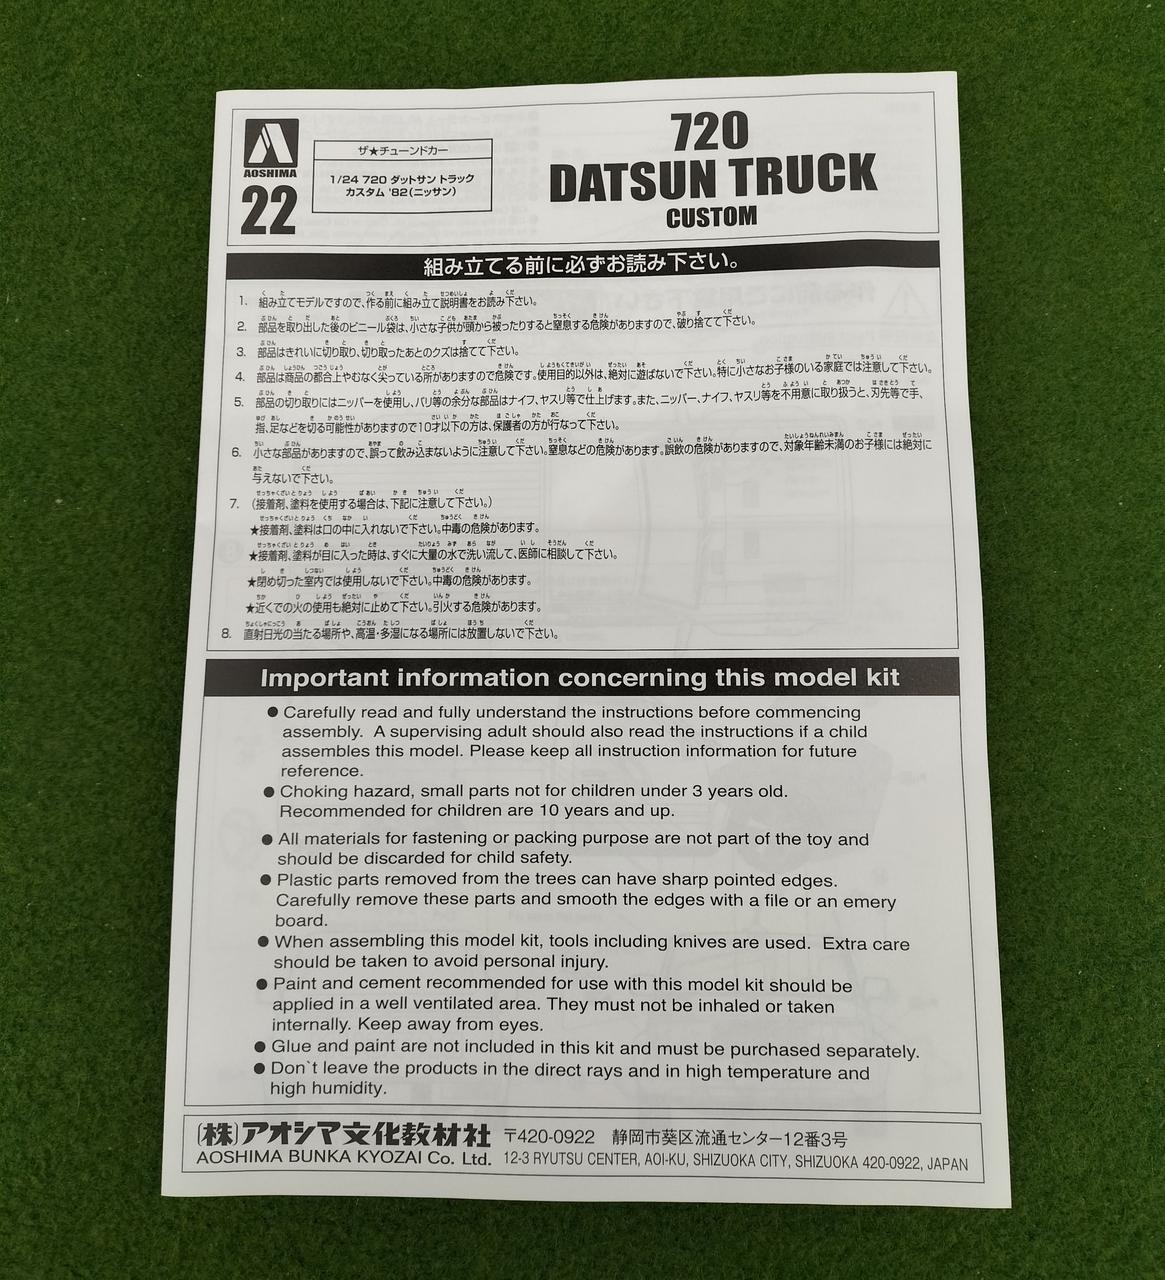 AOSHIMA
22
ザ★チューンドカー
1/24 720 ダットサン トラック
カスタム '82(ニッサン)
720
DATSUN TRUCK
CUSTOM
組み立てる前に必ずお読み下さい。
1. 組み立てモデルですので、作る前に組み立て説明書をお読み下さい。
2. 部品を取り出した後のビニール袋は、小さな子供が頭から被ったりすると窒息する危険がありますので、破り捨てて下さい。
3. 部品はきれいに切り取り、切り取ったあとのクズは捨てて下さい。
4. 部品は商品の都合上やむなく尖っている所がありますので危険です。使用目的以外は、絶対に遊ばないで下さい。特に小さなお子様のいる家庭では注意して下さい。
5. 部品の切り取りにはニッパーを使用し、バリ等の余分な部品はナイフ、ヤスリ等で仕上げます。また、ニッパー、ナイフ、ヤスリ等を不用意に取り扱うと、刃先等で手、
指、足などを切る可能性がありますので10才以下の方は、保護者の方が行なって下さい。
6. 小さな部品がありますので、誤って飲み込まないように注意して下さい。窒息などの危険があります。誤飲の危険がありますので、対象年齢未満のお子様には絶対に
与えないで下さい。
7. (接着剤、塗料を使用する場合は、下記に注意して下さい。)
★接着剤、塗料は口の中に入れないで下さい。中毒の危険があります。
★接着剤、塗料が目に入った時は、すぐに大量の水で洗い流して、医師に相談して下さい。
★閉め切った室内では使用しないで下さい。中毒の危険があります。
★近くでの火の使用も絶対に止めて下さい。引火する危険があります。
8. 直射日光の当たる場所や、高温・多湿になる場所には放置しないで下さい。
Important information concerning this model kit
● Carefully read and fully understand the instructions before commencing
assembly. A supervising adult should also read the instructions if a child
assembles this model. Please keep all instruction information for future
reference.
● Choking hazard, small parts not for children under 3 years old.
Recommended for children are 10 years and up.
● All materials for fastening or packing purpose are not part of the toy and
should be discarded for child safety.
● Plastic parts removed from the trees can have sharp pointed edges.
Carefully remove these parts and smooth the edges with a file or an emery
board.
● When assembling this model kit, tools including knives are used. Extra care
should be taken to avoid personal injury.
● Paint and cement recommended for use with this model kit should be
applied in a well ventilated area. They must not be inhaled or taken
internally. Keep away from eyes.
● Glue and paint are not included in this kit and must be purchased separately.
● Don`t leave the products in the direct rays and in high temperature and
high humidity.
(株)アオシマ文化教材社 〒420-0922 静岡市葵区流通センター12番3号
AOSHIMA BUNKA KYOZAI Co. Ltd. 12-3 RYUTSU CENTER, AOI-KU, SHIZUOKA CITY, SHIZUOKA 420-0922, JAPAN